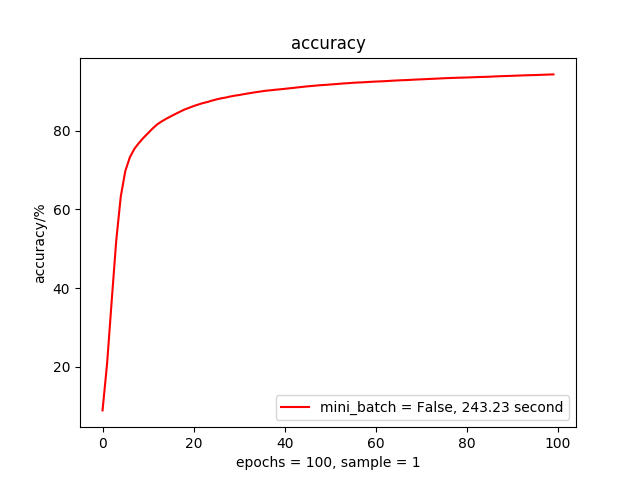 accuracy
accuracy/%
80
60
40
20
mini_batch = False, 243.23 second
0 20 40 60 80 100
epochs = 100, sample = 1